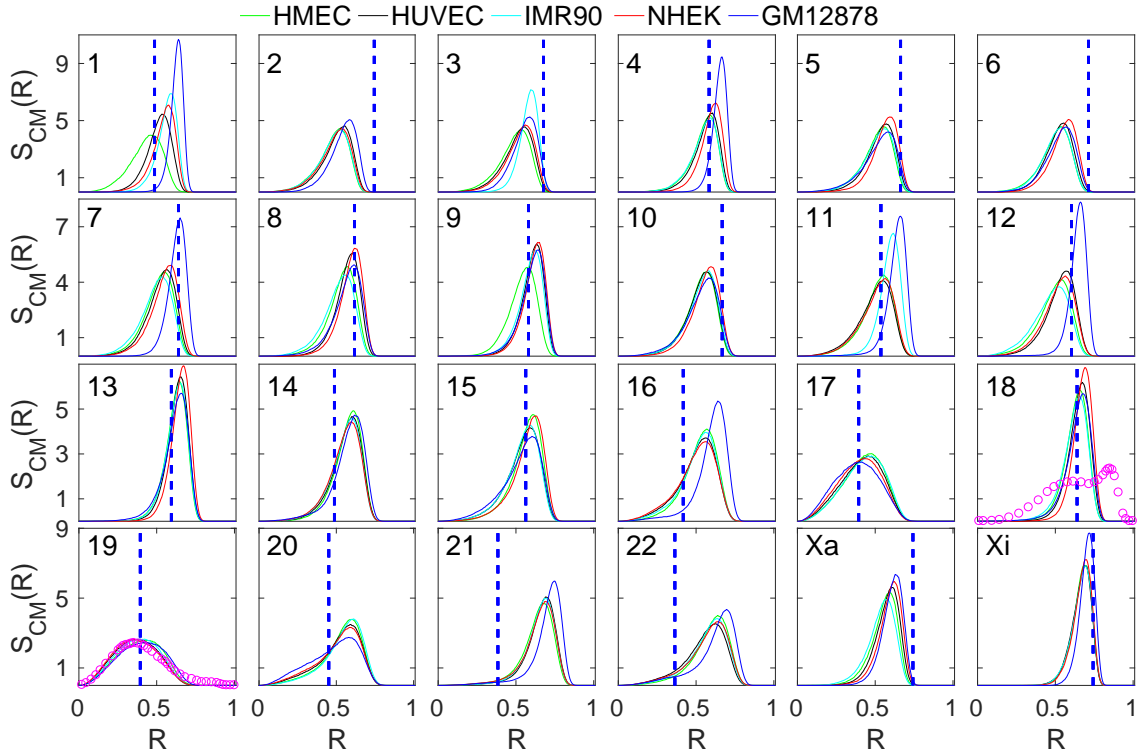 HMEC HUVEC IMR90 NHEK GM12878
1 2 3 4 5 6
9
5
1
S_CM(R)
7 8 9 10 11 12
7
4
1
S_CM(R)
13 14 15 16 17 18
5
3
1
S_CM(R)
19 20 21 22 Xa Xi
9
5
1
S_CM(R)
0 0.5 1 0 0.5 1 0 0.5 1 0 0.5 1 0 0.5 1 0 0.5 1
R R R R R R